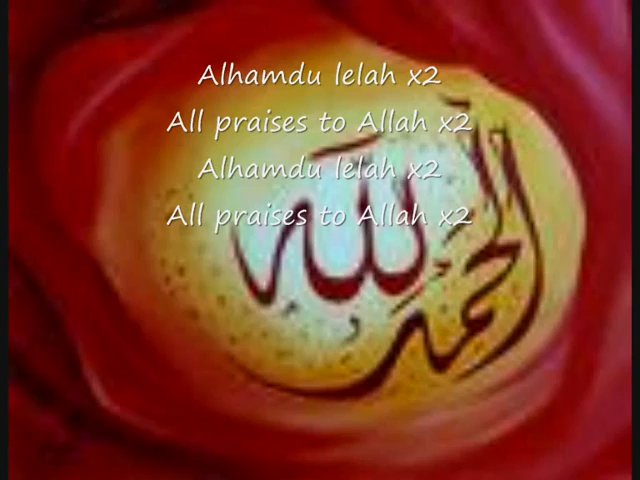 Alhamdu lelah x2
All praises to Allah x2
Alhamdu lelah x2
All praises to Allah x2
الحمد لله